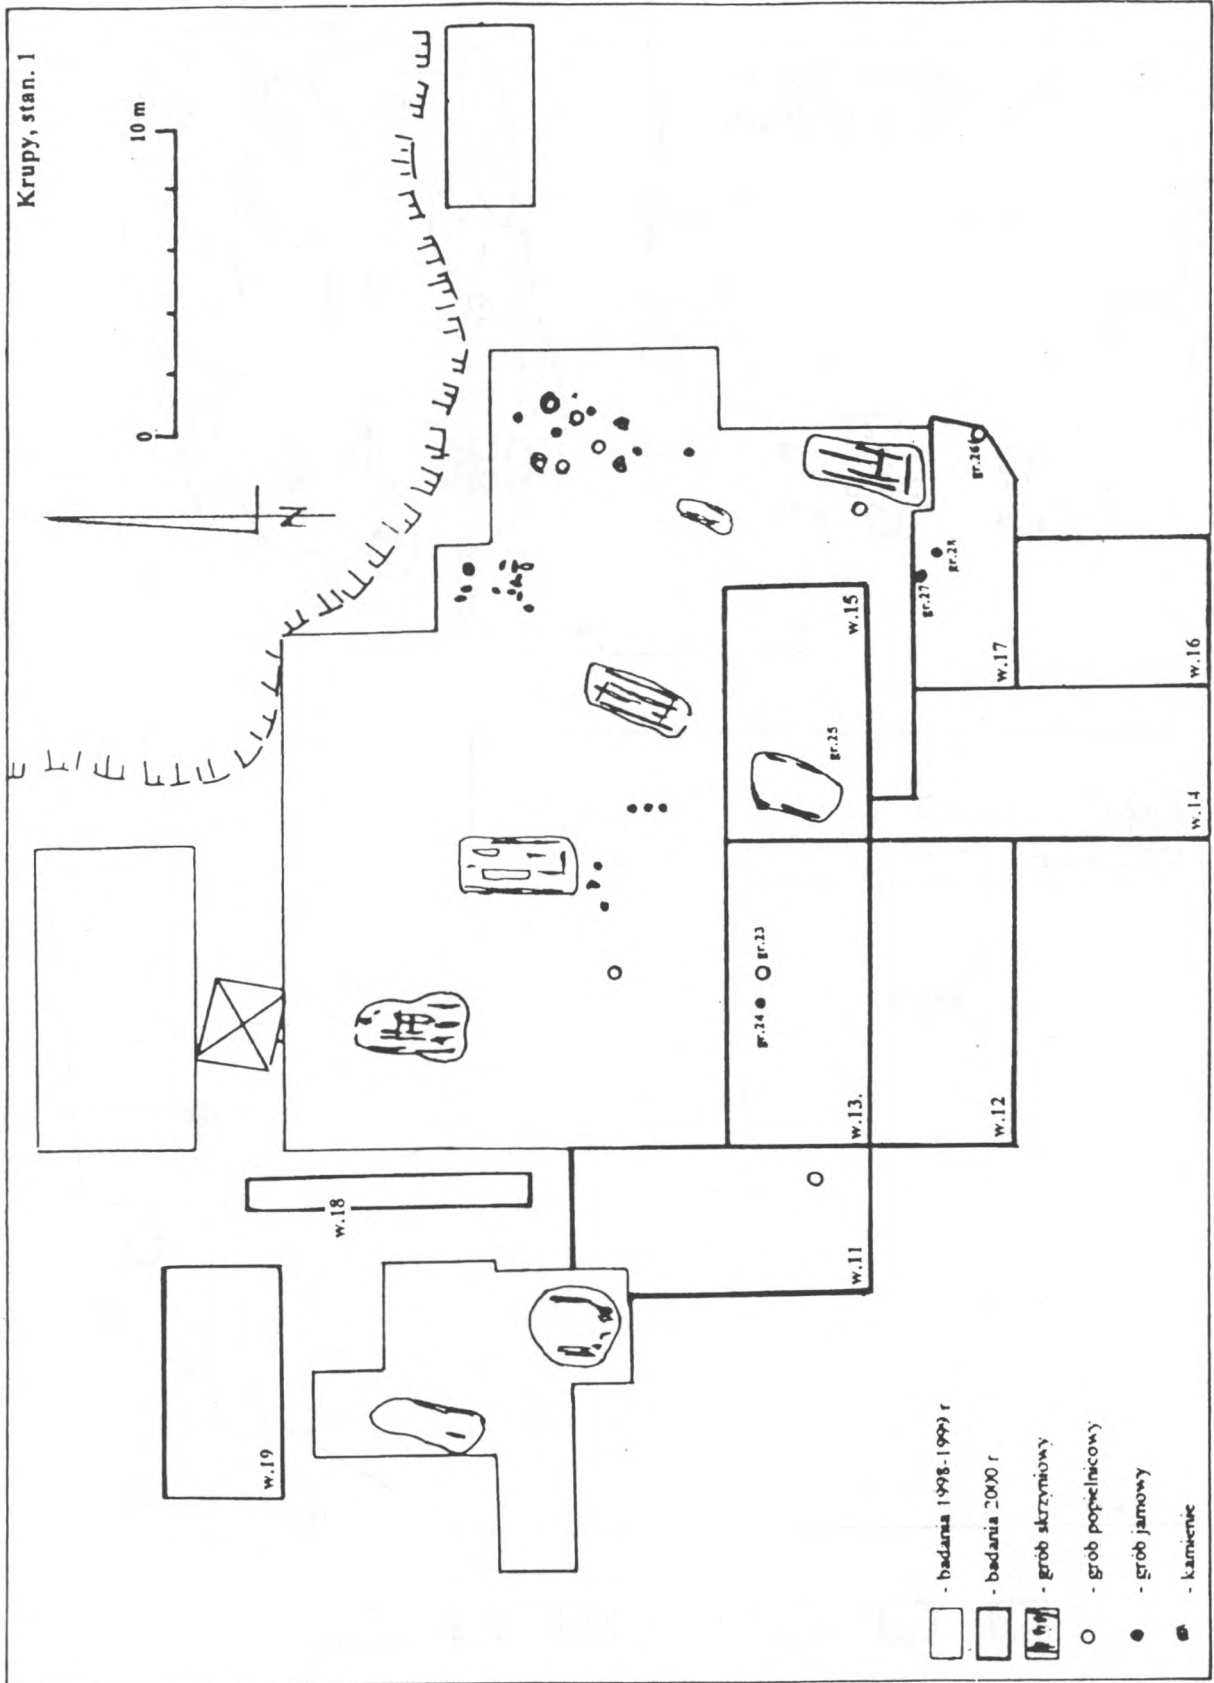 Krupy, stan. 1
0
10 m
N
w.19
w.18
w.11
w.13.
gr.24
gr.23
w.12
w.15
gr.25
w.14
w.17
gr.27
gr.28
gr.26
w.16
- badania 1998-1999 r
- badania 2000 r
- grób skrzyniowy
- grób popielnicowy
- grób jamowy
- kamienie